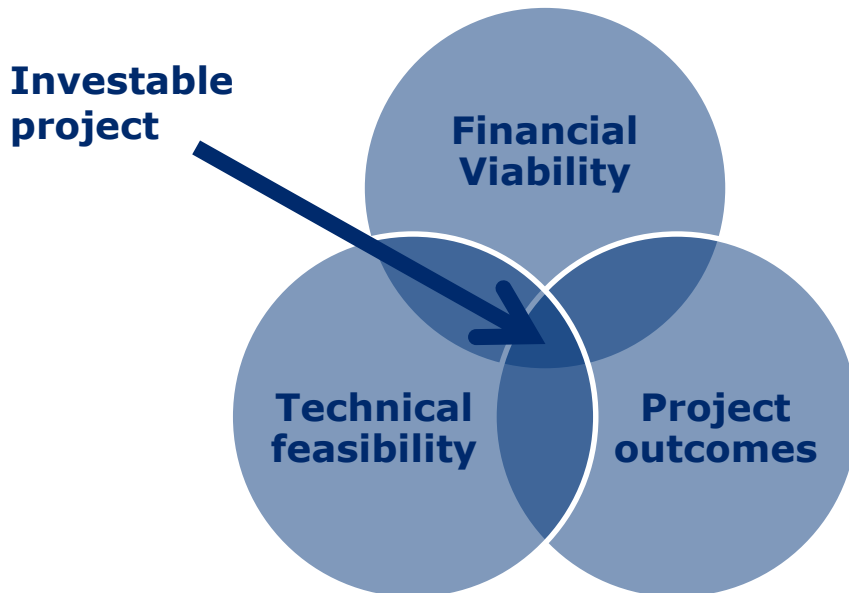 Investable
project
Financial
Viability
Technical
feasibility
Project
outcomes